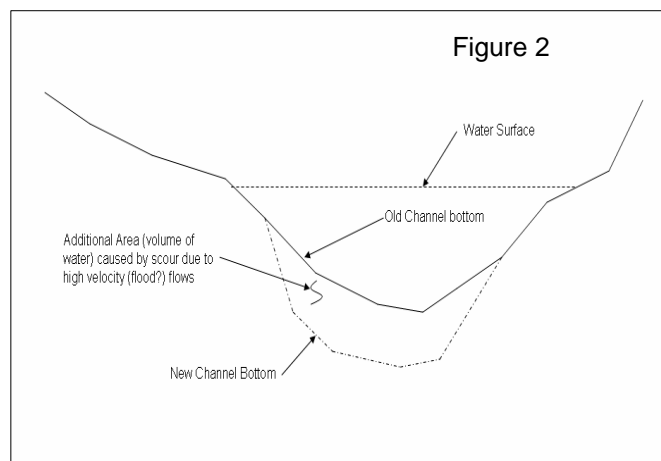 Figure 2
Water Surface
Old Channel bottom
Additional Area (volume of
water) caused by scour due to
high velocity (flood?) flows
New Channel Bottom